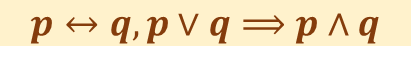 p ↔ q, p ∨ q ⟹ p ∧ q